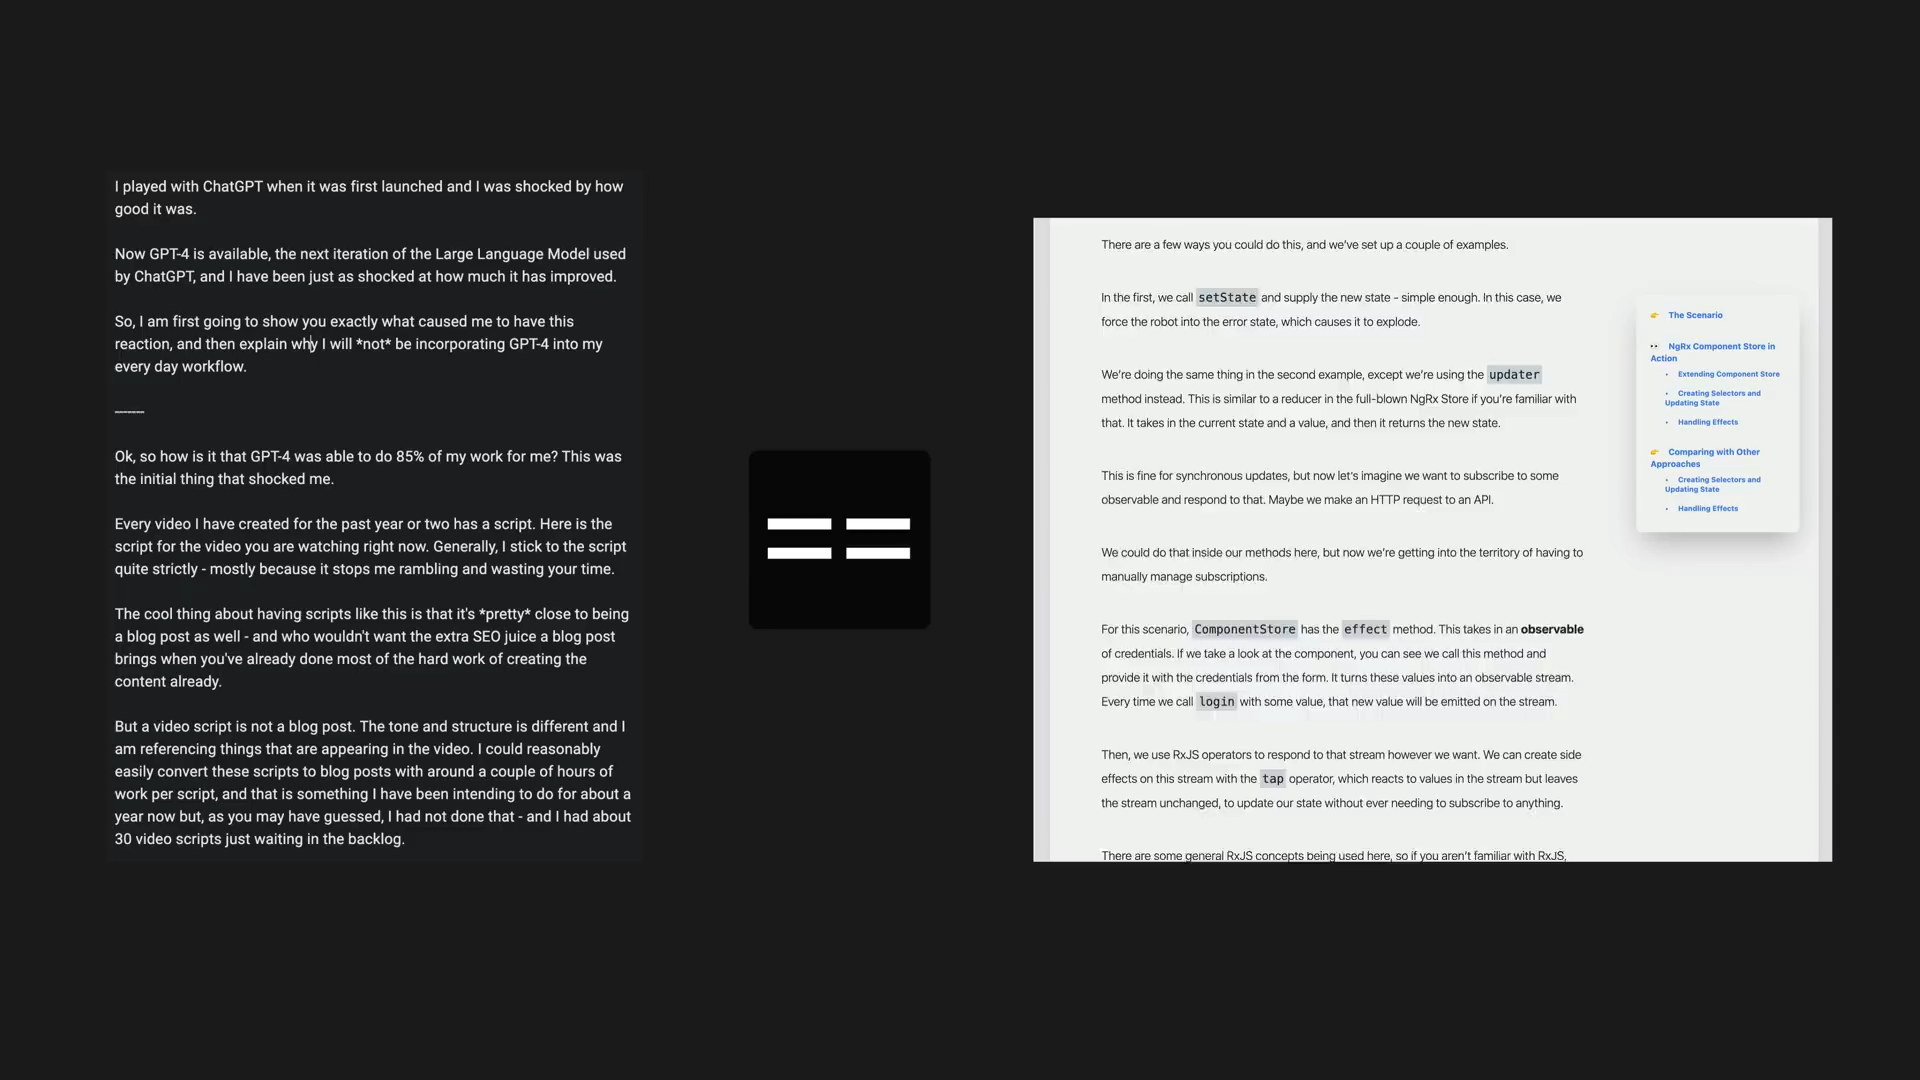 I played with ChatGPT when it was first launched and I was shocked by how
good it was.
Now GPT-4 is available, the next iteration of the Large Language Model used
by ChatGPT, and I have been just as shocked at how much it has improved.
So, I am first going to show you exactly what caused me to have this
reaction, and then explain why I will *not* be incorporating GPT-4 into my
every day workflow.
-------
Ok, so how is it that GPT-4 was able to do 85% of my work for me? This was
the initial thing that shocked me.
Every video I have created for the past year or two has a script. Here is the
script for the video you are watching right now. Generally, I stick to the script
quite strictly - mostly because it stops me rambling and wasting your time.
The cool thing about having scripts like this is that it's *pretty* close to being
a blog post as well - and who wouldn't want the extra SEO juice a blog post
brings when you've already done most of the hard work of creating the
content already.
But a video script is not a blog post. The tone and structure is different and I
am referencing things that are appearing in the video. I could reasonably
easily convert these scripts to blog posts with around a couple of hours of
work per script, and that is something I have been intending to do for about a
year now but, as you may have guessed, I had not done that - and I had about
30 video scripts just waiting in the backlog.
==
There are a few ways you could do this, and we've set up a couple of examples.
In the first, we call setState and supply the new state - simple enough. In this case, we
force the robot into the error state, which causes it to explode.
We're doing the same thing in the second example, except we're using the updater
method instead. This is similar to a reducer in the full-blown NgRx Store if you're familiar with
that. It takes in the current state and a value, and then it returns the new state.
This is fine for synchronous updates, but now let's imagine we want to subscribe to some
observable and respond to that. Maybe we make an HTTP request to an API.
We could do that inside our methods here, but now we're getting into the territory of having to
manually manage subscriptions.
For this scenario, ComponentStore has the effect method. This takes in an observable
of credentials. If we take a look at the component, you can see we call this method and
provide it with the credentials from the form. It turns these values into an observable stream.
Every time we call login with some value, that new value will be emitted on the stream.
Then, we use RxJS operators to respond to that stream however we want. We can create side
effects on this stream with the tap operator, which reacts to values in the stream but leaves
the stream unchanged, to update our state without ever needing to subscribe to anything.
There are some general RxJS concepts being used here, so if you aren't familiar with RxJS,
👉 The Scenario
👀 NgRx Component Store in
Action
• Extending Component Store
• Creating Selectors and
Updating State
• Handling Effects
👉 Comparing with Other
Approaches
• Creating Selectors and
Updating State
• Handling Effects